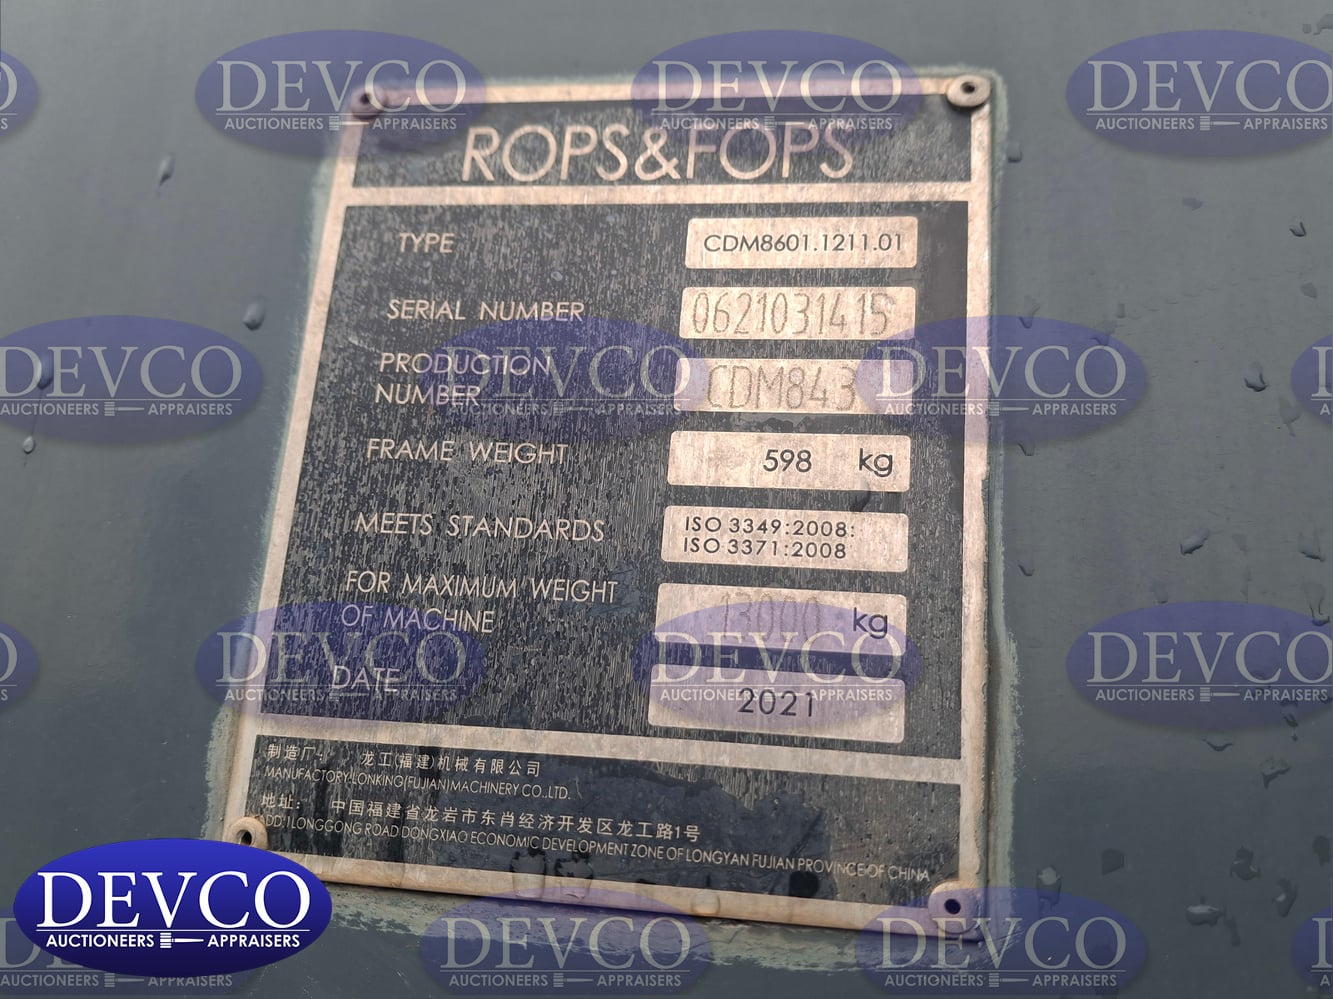 ROPS&FOPS
TYPE CDM8601.1211.01
SERIAL NUMBER 0621031415
PRODUCTION
NUMBER CDM843
FRAME WEIGHT 598 kg
MEETS STANDARDS ISO 3349:2008:
ISO 3371:2008
FOR MAXIMUM WEIGHT
OF MACHINE 13000 kg
DATE 2021
制造厂: 龙工(福建)机械有限公司
MANUFACTORY:LONKING(FUJIAN)MACHINERY CO.,LTD.
地址: 中国福建省龙岩市东肖经济开发区龙工路1号
ADD:1 LONGGONG ROAD DONGXIAO ECONOMIC DEVELOPMENT ZONE OF LONGYAN FUJIAN PROVINCE OF CHINA
DEVCO
AUCTIONEERS APPRAISERS